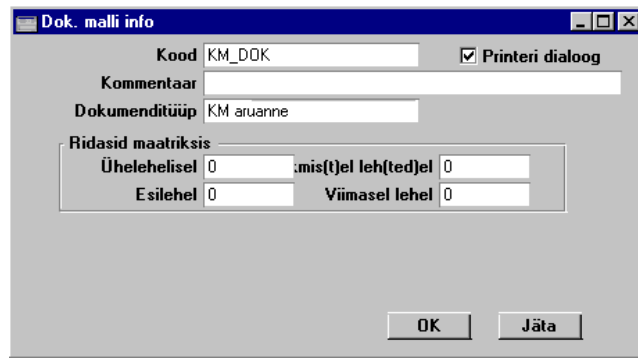 Dok. malli info
Kood KM_DOK Printeri dialoog
Kommentaar
Dokumenditüüp KM aruanne
Ridasid maatriksis
Ühelehelisel 0 kmis(t)el leh(ted)el 0
Esilehel 0 Viimasel lehel 0
OK Jäta